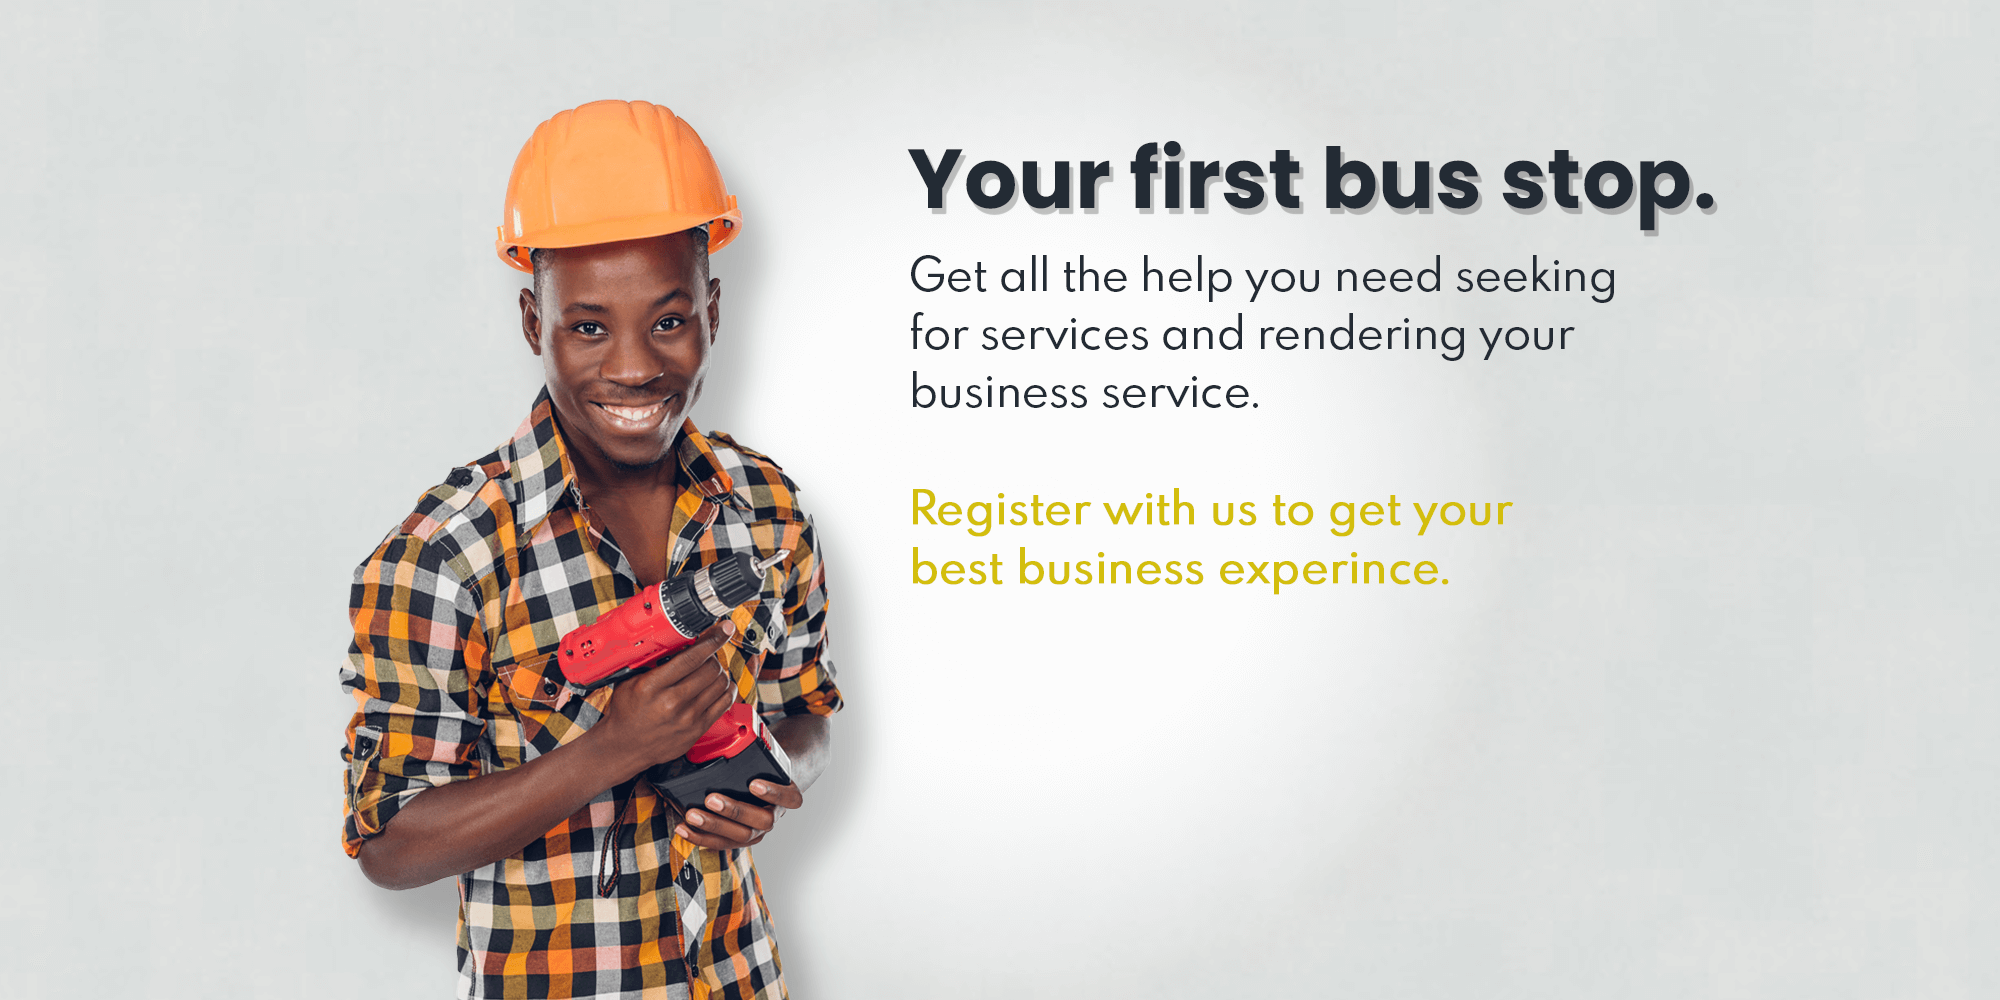 Your first bus stop.
Get all the help you need seeking
for services and rendering your
business service.
Register with us to get your
best business experince.